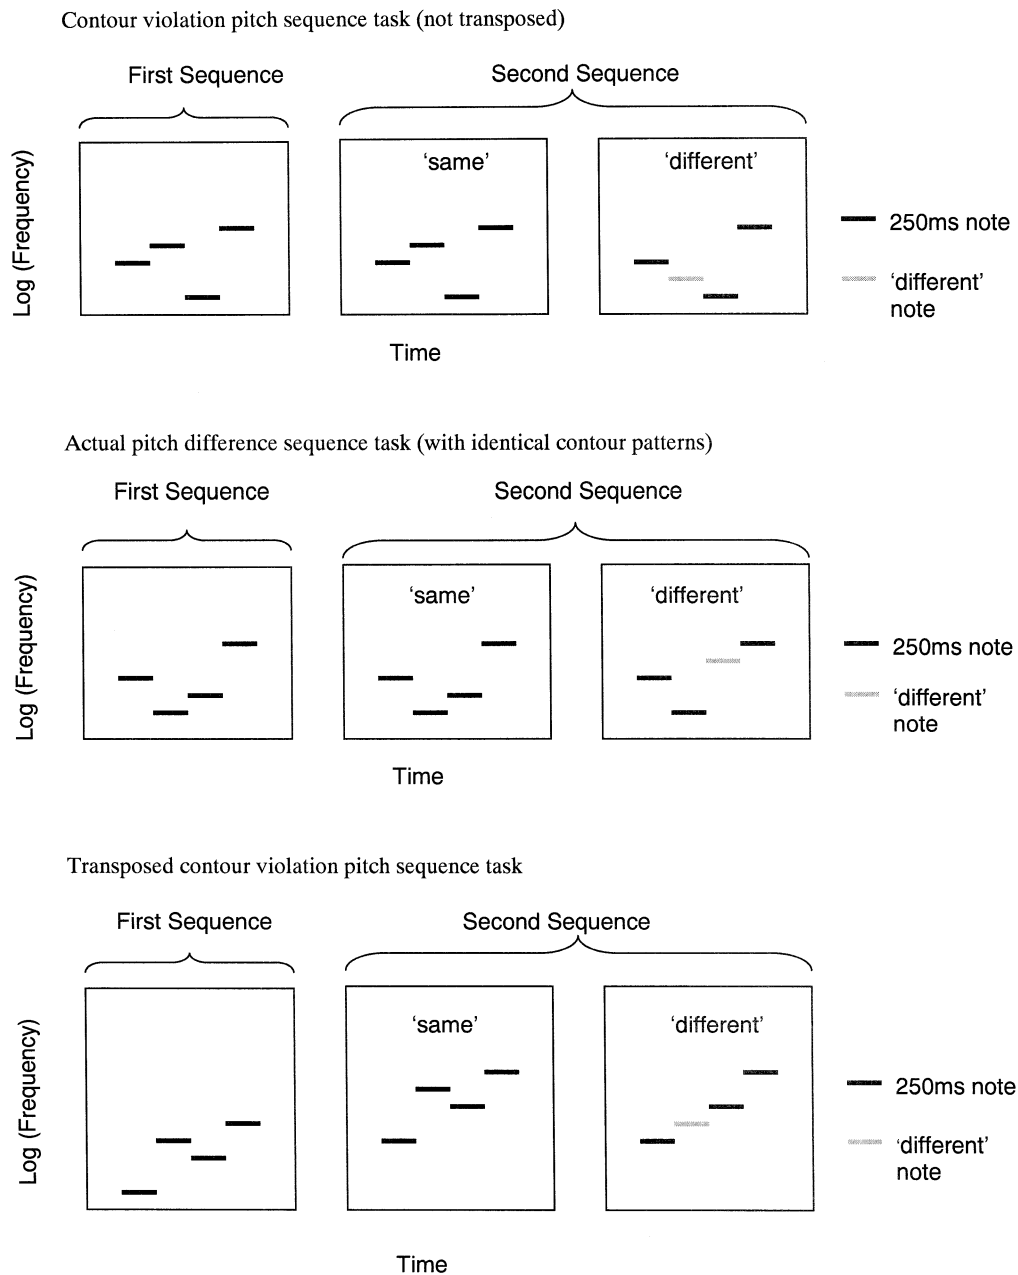 Contour violation pitch sequence task (not transposed)
First Sequence
Second Sequence
Log (Frequency)
‘same’
‘different’
250ms note
‘different’
note
Time
Actual pitch difference sequence task (with identical contour patterns)
First Sequence
Second Sequence
Log (Frequency)
‘same’
‘different’
250ms note
‘different’
note
Time
Transposed contour violation pitch sequence task
First Sequence
Second Sequence
Log (Frequency)
‘same’
‘different’
250ms note
‘different’
note
Time